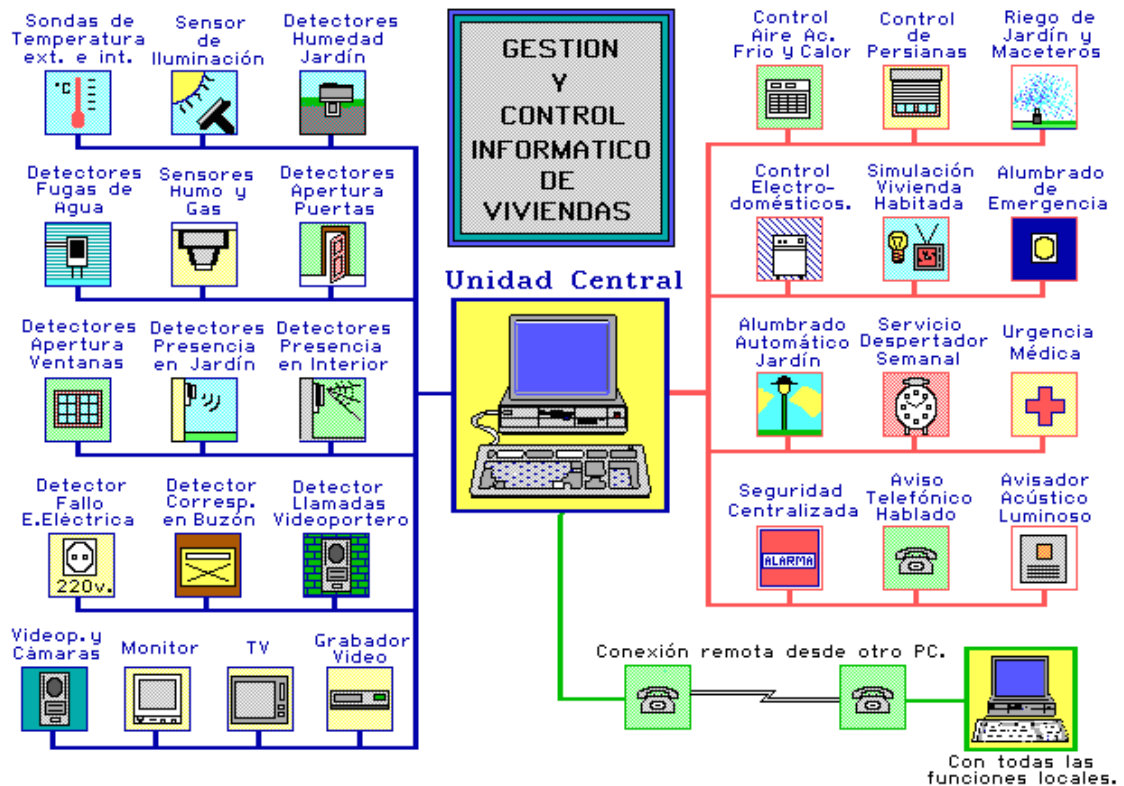 Sondas de
Temperatura
ext. e int.
Sensor
de
Iluminación
Detectores
Humedad
Jardín
GESTION
Y
CONTROL
INFORMATICO
DE
VIVIENDAS
Control
Aire Ac.
Frio y Calor
Control
de
Persianas
Riego de
Jardín y
Maceteros
°C
Detectores
Fugas de
Agua
Sensores
Humo y
Gas
Detectores
Apertura
Puertas
Control
Electro-
domésticos.
Simulación
Vivienda
Habitada
Alumbrado
de
Emergencia
Unidad Central
Detectores
Apertura
Ventanas
Detectores
Presencia
en Jardín
Detectores
Presencia
en Interior
Alumbrado
Automático
Jardín
Servicio
Despertador
Semanal
Urgencia
Médica
Detector
Fallo
E.Eléctrica
220v.
Detector
Corresp.
en Buzón
Detector
Llamadas
Videoportero
Seguridad
Centralizada
ALARMA
Aviso
Telefónico
Hablado
Avisador
Acústico
Luminoso
Videop.y
Cámaras
Monitor
TV
Grabador
Video
Conexión remota desde otro PC.
Con todas las
funciones locales.